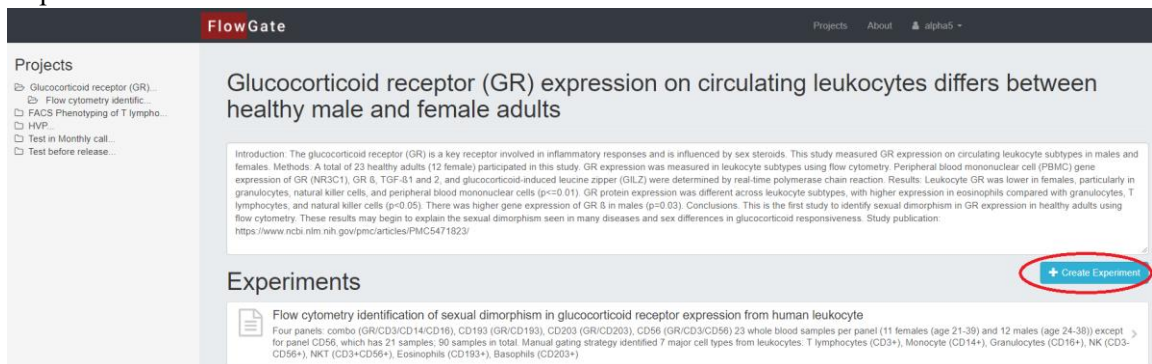 FlowGate
Projects About alpha5
Projects
Glucocorticoid receptor (GR)...
Flow cytometry identific...
FACS Phenotyping of T lympho...
HVP...
Test in Monthly call...
Test before release...
Glucocorticoid receptor (GR) expression on circulating leukocytes differs between
healthy male and female adults
Introduction: The glucocorticoid receptor (GR) is a key receptor involved in inflammatory responses and is influenced by sex steroids. This study measured GR expression on circulating leukocyte subtypes in males and
females. Methods: A total of 23 healthy adults (12 female) participated in this study. GR expression was measured in leukocyte subtypes using flow cytometry. Peripheral blood mononuclear cell (PBMC) gene
expression of GR (NR3C1), GR ß, TGF-ß1 and 2, and glucocorticoid-induced leucine zipper (GILZ) were determined by real-time polymerase chain reaction. Results: Leukocyte GR was lower in females, particularly in
granulocytes, natural killer cells, and peripheral blood mononuclear cells (p<=0.01). GR protein expression was different across leukocyte subtypes, with higher expression in eosinophils compared with granulocytes, T
lymphocytes, and natural killer cells (p<0.05). There was higher gene expression of GR ß in males (p=0.03). Conclusions. This is the first study to identify sexual dimorphism in GR expression in healthy adults using
flow cytometry. These results may begin to explain the sexual dimorphism seen in many diseases and sex differences in glucocorticoid responsiveness. Study publication:
https://www.ncbi.nlm.nih.gov/pmc/articles/PMC5471823/
Create Experiment
Experiments
Flow cytometry identification of sexual dimorphism in glucocorticoid receptor expression from human leukocyte
Four panels: combo (GR/CD3/CD14/CD16), CD193 (GR/CD193), CD203 (GR/CD203), CD56 (GR/CD3/CD56) 23 whole blood samples per panel (11 females (age 21-39) and 12 males (age 24-38)) except
for panel CD56, which has 21 samples; 90 samples in total. Manual gating strategy identified 7 major cell types from leukocytes: T lymphocytes (CD3+), Monocyte (CD14+), Granulocytes (CD16+), NK (CD3-
CD56+), NKT (CD3+CD56+), Eosinophils (CD193+), Basophils (CD203+)